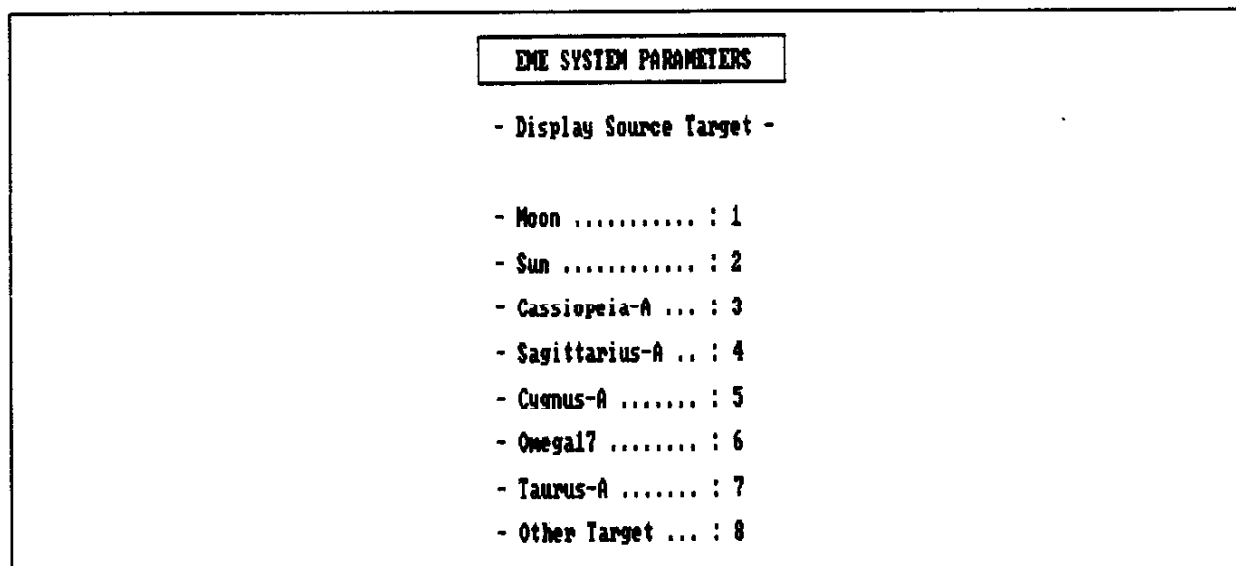 EME SYSTEM PARAMETERS
- Display Source Target -
- Moon ........... : 1
- Sun ............ : 2
- Cassiopeia-A ... : 3
- Sagittarius-A .. : 4
- Cygnus-A ....... : 5
- Omega17 ........ : 6
- Taurus-A ....... : 7
- Other Target ... : 8